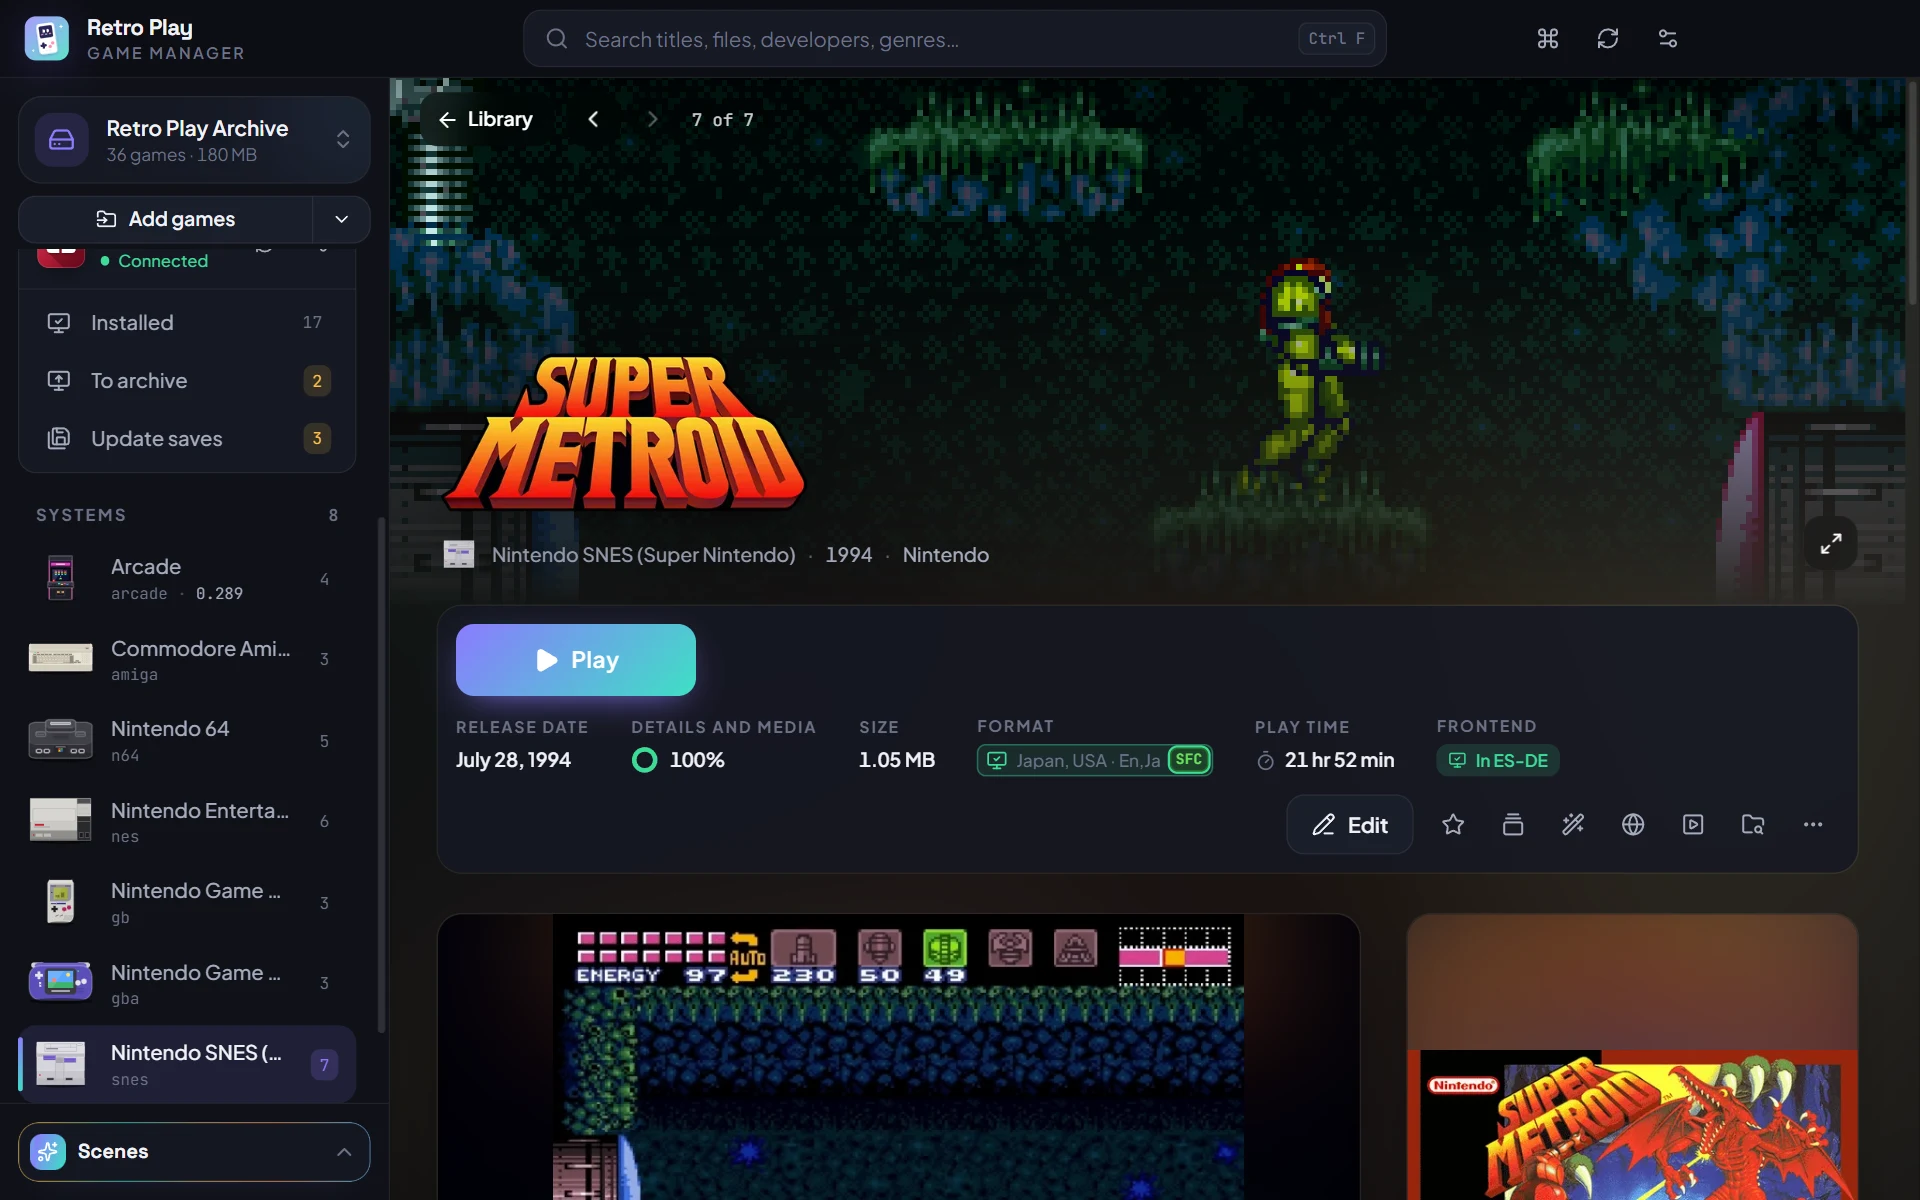 Retro Play
GAME MANAGER
Search titles, files, developers, genres...
Ctrl F
Retro Play Archive
36 games · 180 MB
Add games
Connected
Installed 17
To archive 2
Update saves 3
SYSTEMS 8
Arcade
arcade · 0.289
4
Commodore Ami...
amiga
3
Nintendo 64
n64
5
Nintendo Enterta...
nes
6
Nintendo Game ...
gb
3
Nintendo Game ...
gba
3
Nintendo SNES (...
snes
7
Scenes
Library
7 of 7
SUPER
METROID
Nintendo SNES (Super Nintendo) · 1994 · Nintendo
Play
RELEASE DATE
July 28, 1994
DETAILS AND MEDIA
100%
SIZE
1.05 MB
FORMAT
Japan, USA · En,Ja SFC
PLAY TIME
21 hr 52 min
FRONTEND
In ES-DE
Edit
AUTO
ENERGY 97 230 50 49
Nintendo
SUPER
METROID